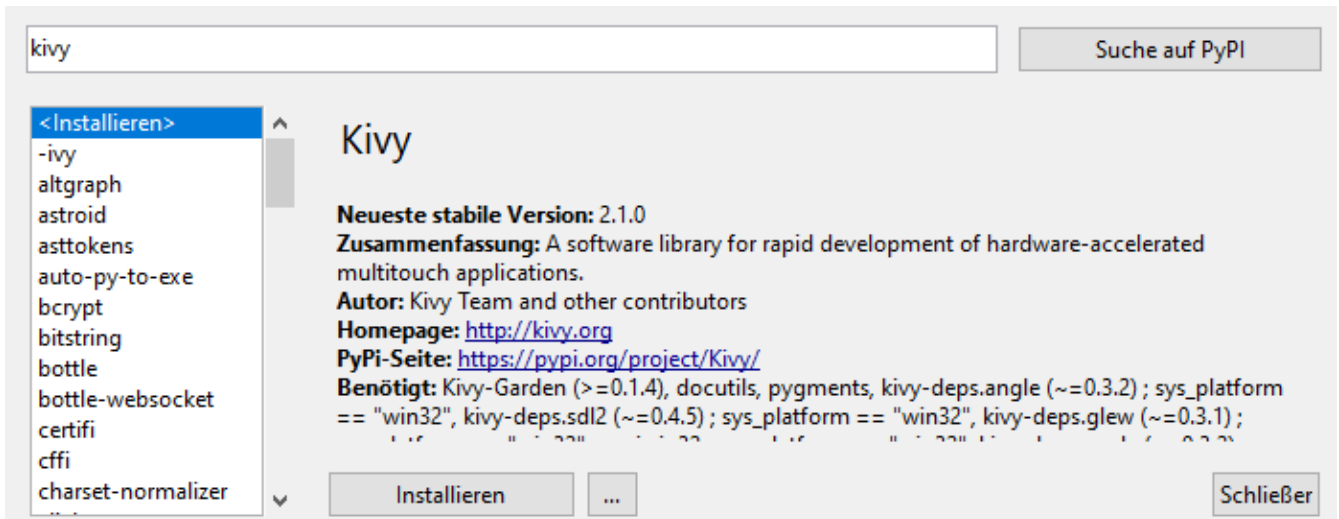 kivy
Suche auf PyPI
<Installieren>
-ivy
altgraph
astroid
asttokens
auto-py-to-exe
bcrypt
bitstring
bottle
bottle-websocket
certifi
cffi
charset-normalizer
Kivy
Neueste stabile Version: 2.1.0
Zusammenfassung: A software library for rapid development of hardware-accelerated
multitouch applications.
Autor: Kivy Team and other contributors
Homepage: http://kivy.org
PyPi-Seite: https://pypi.org/project/Kivy/
Benötigt: Kivy-Garden (>=0.1.4), docutils, pygments, kivy-deps.angle (~=0.3.2) ; sys_platform
== "win32", kivy-deps.sdl2 (~=0.4.5) ; sys_platform == "win32", kivy-deps.glew (~=0.3.1) ;
Installieren
...
Schließer